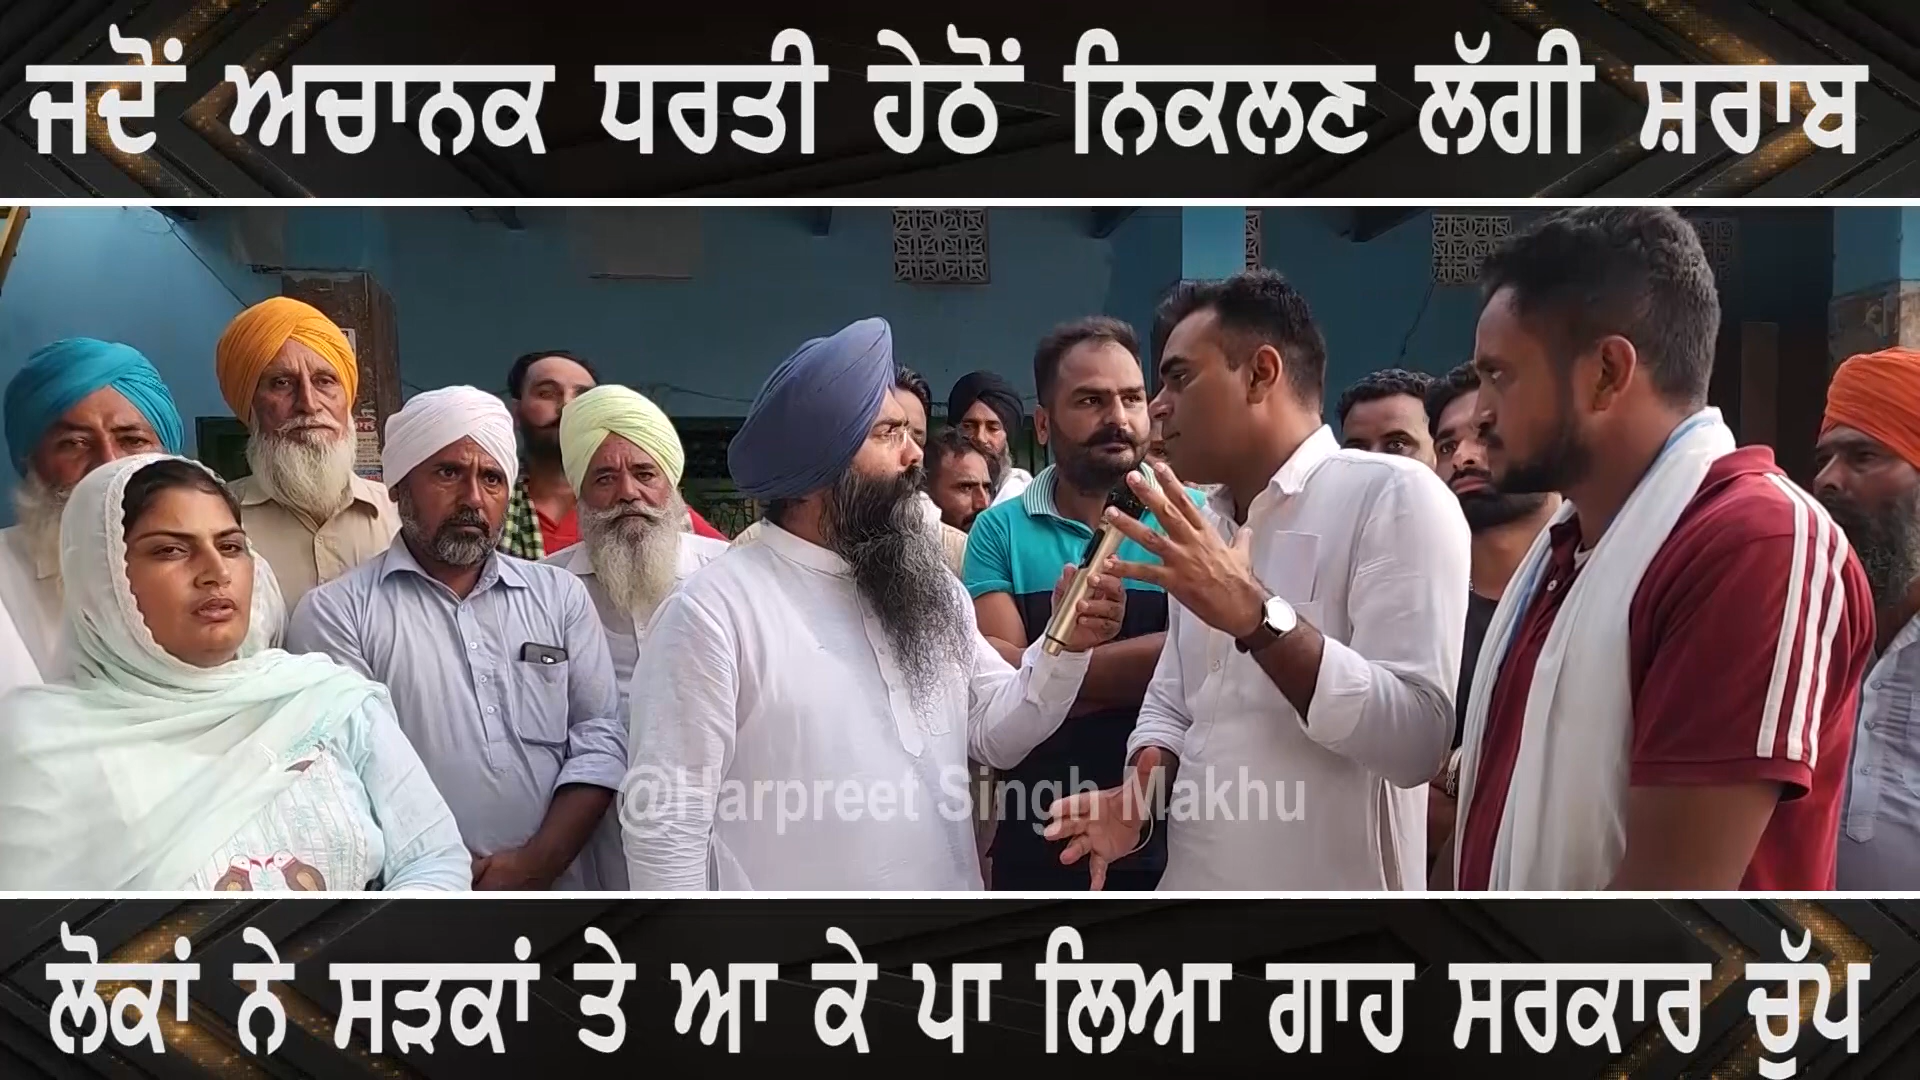 ਜਦੋਂ ਅਚਾਨਕ ਧਰਤੀ ਹੇਠੋਂ ਨਿਕਲਣ ਲੱਗੀ ਸ਼ਰਾਬ
@Harpreet Singh Makhu
ਲੋਕਾਂ ਨੇ ਸੜਕਾਂ ਤੇ ਆ ਕੇ ਪਾ ਲਿਆ ਗਾਹ ਸਰਕਾਰ ਚੁੱਪ